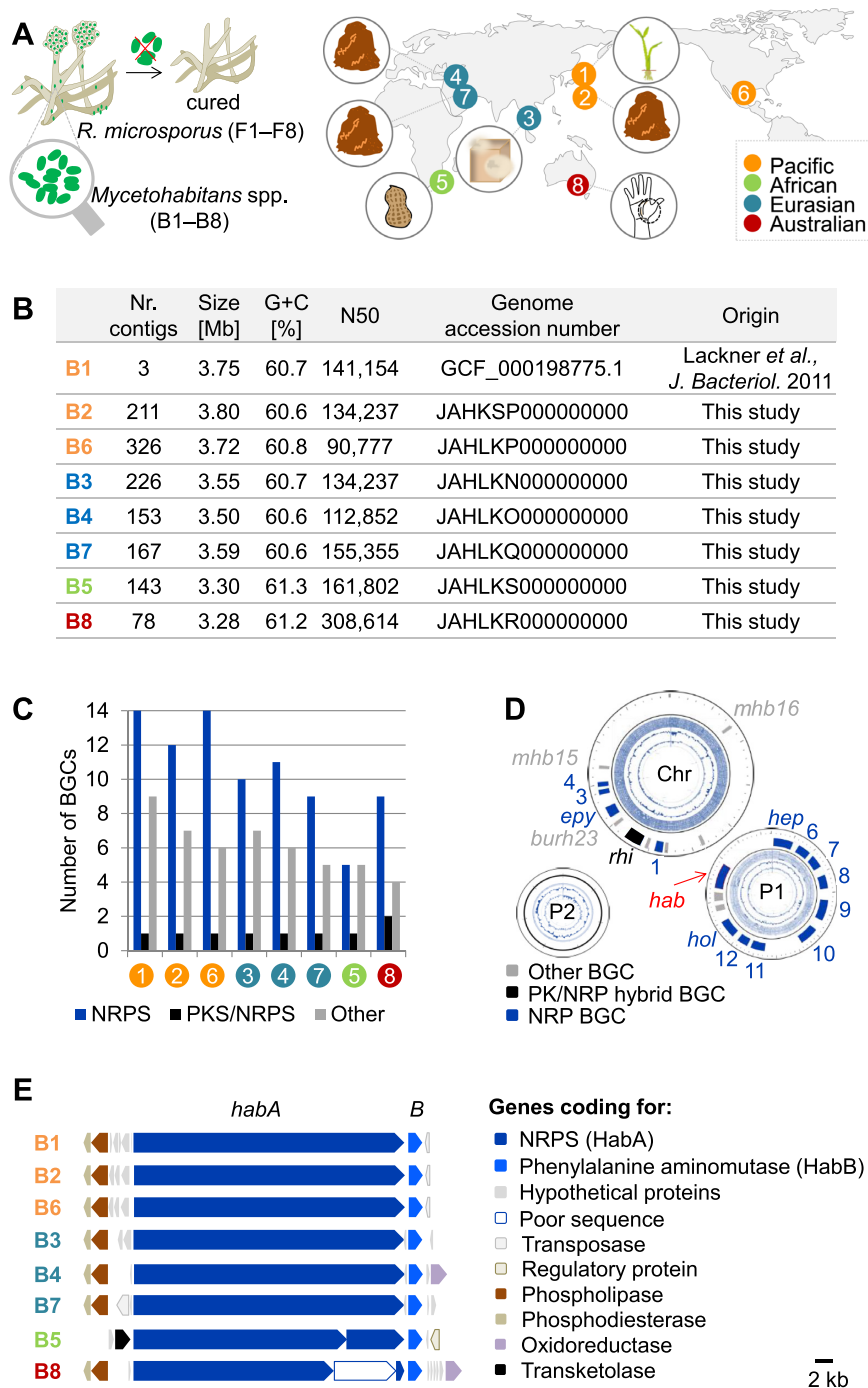 A
cured
R. microsporus (F1–F8)
Mycetohabitans spp.
(B1–B8)
4
7
1
2
3
6
5
8
Pacific
African
Eurasian
Australian
B
Nr. contigs Size [Mb] G+C [%] N50 Genome accession number Origin
B1 3 3.75 60.7 141,154 GCF_000198775.1 Lackner et al., J. Bacteriol. 2011
B2 211 3.80 60.6 134,237 JAHKSP000000000 This study
B6 326 3.72 60.8 90,777 JAHLKP000000000 This study
B3 226 3.55 60.7 134,237 JAHLKN000000000 This study
B4 153 3.50 60.6 112,852 JAHLKO000000000 This study
B7 167 3.59 60.6 155,355 JAHLKQ000000000 This study
B5 143 3.30 61.3 161,802 JAHLKS000000000 This study
B8 78 3.28 61.2 308,614 JAHLKR000000000 This study
C
Number of BGCs
14
12
10
8
6
4
2
0
1 2 6 3 4 7 5 8
NRPS PKS/NRPS Other
D
mhb16
mhb15
Chr
4
3
epy
burh23
rhi
1
hep
6
7
8
9
10
11
12
hol
hab
P1
P2
Other BGC
PK/NRP hybrid BGC
NRP BGC
E
habA B
B1
B2
B6
B3
B4
B7
B5
B8
Genes coding for:
NRPS (HabA)
Phenylalanine aminomutase (HabB)
Hypothetical proteins
Poor sequence
Transposase
Regulatory protein
Phospholipase
Phosphodiesterase
Oxidoreductase
Transketolase
2 kb